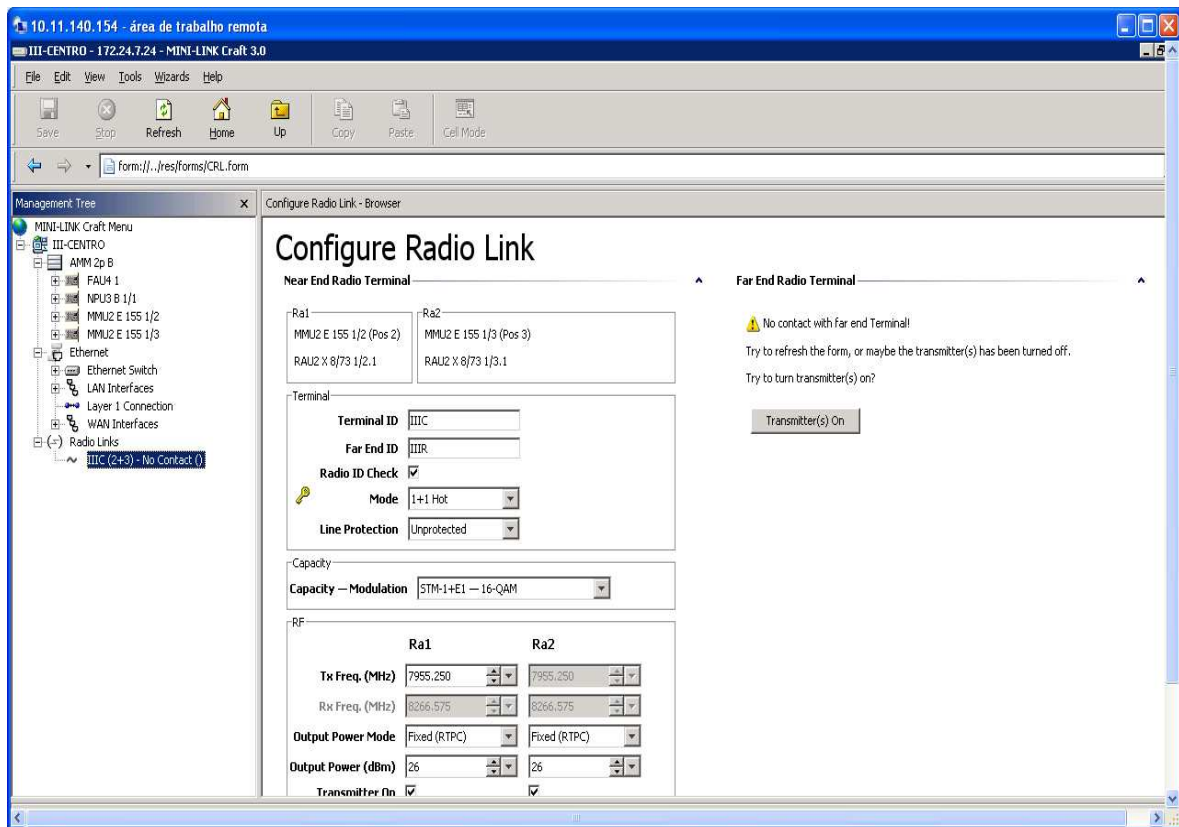 10.11.140.154 - área de trabalho remota
III-CENTRO - 172.24.7.24 - MINI-LINK Craft 3.0
File Edit View Tools Wizards Help
Save Stop Refresh Home Up Copy Paste Cell Mode
form://../res/forms/CRL.form
Management Tree
MINI-LINK Craft Menu
III-CENTRO
AMM 2p B
FAU4 1
NPU3 B 1/1
MMU2 E 155 1/2
MMU2 E 155 1/3
Ethernet
Ethernet Switch
LAN Interfaces
Layer 1 Connection
WAN Interfaces
Radio Links
IIIC (2+3) - No Contact ()
Configure Radio Link - Browser
Configure Radio Link
Near End Radio Terminal
Ra1
MMU2 E 155 1/2 (Pos 2)
RAU2 X 8/73 1/2.1
Ra2
MMU2 E 155 1/3 (Pos 3)
RAU2 X 8/73 1/3.1
Terminal
Terminal ID IIIC
Far End ID IIIR
Radio ID Check
Mode 1+1 Hot
Line Protection Unprotected
Capacity
Capacity — Modulation STM-1+E1 — 16-QAM
RF
Ra1 Ra2
Tx Freq. (MHz) 7955.250 7955.250
Rx Freq. (MHz) 8266.575 8266.575
Output Power Mode Fixed (RTPC) Fixed (RTPC)
Output Power (dBm) 26 26
Transmitter On
Far End Radio Terminal
No contact with far end Terminal!
Try to refresh the form, or maybe the transmitter(s) has been turned off.
Try to turn transmitter(s) on?
Transmitter(s) On